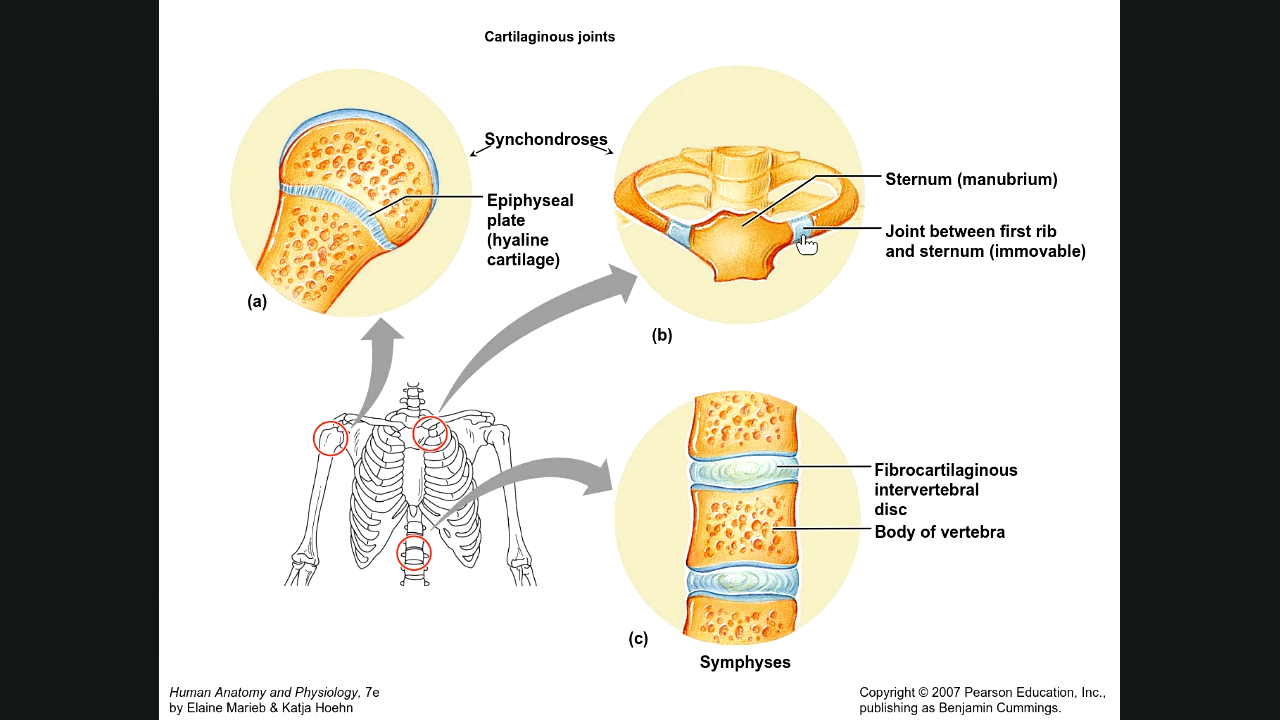 Cartilaginous joints
Synchondroses
Epiphyseal
plate
(hyaline
cartilage)
(a)
Sternum (manubrium)
Joint between first rib
and sternum (immovable)
(b)
Fibrocartilaginous
intervertebral
disc
Body of vertebra
(c)
Symphyses
Human Anatomy and Physiology, 7e
by Elaine Marieb & Katja Hoehn
Copyright © 2007 Pearson Education, Inc.,
publishing as Benjamin Cummings.